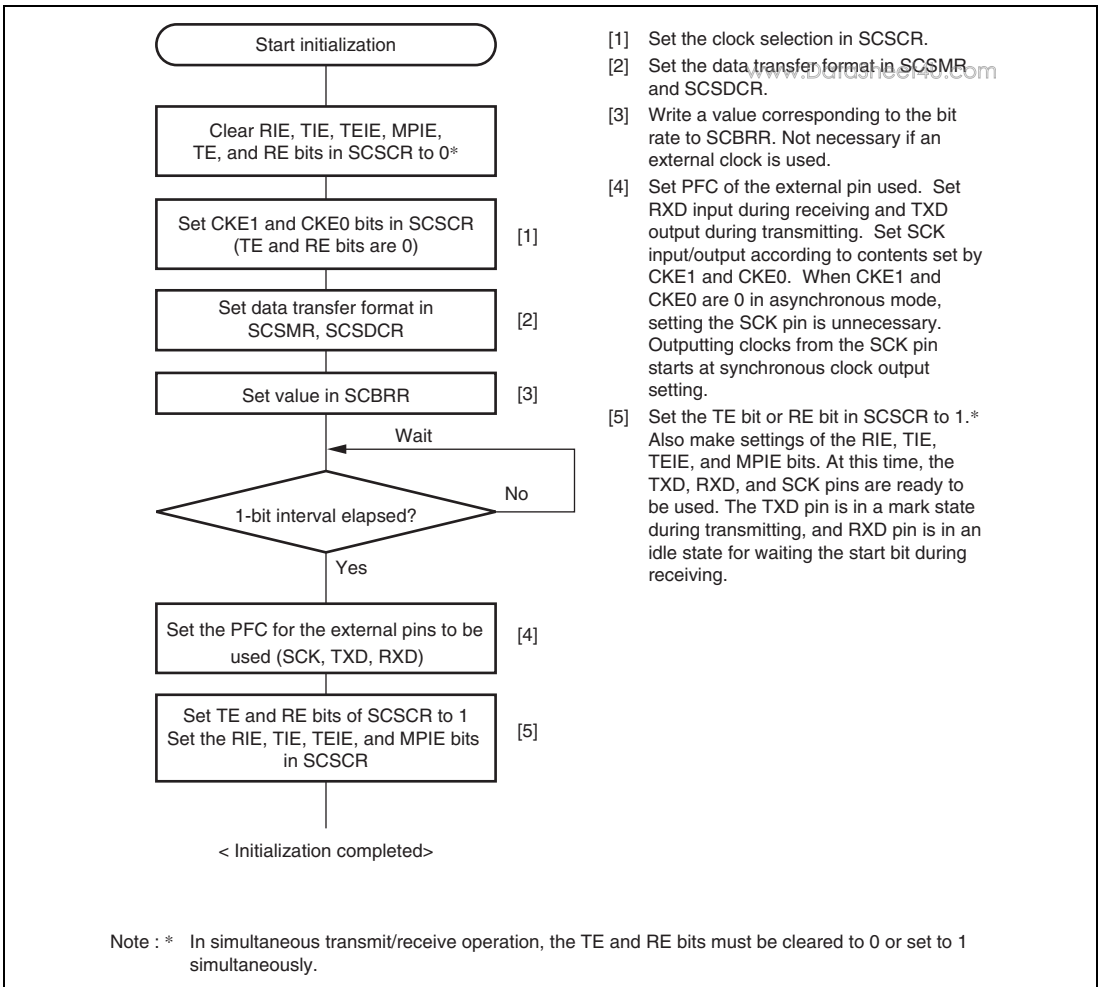 Start initialization
Clear RIE, TIE, TEIE, MPIE,
TE, and RE bits in SCSCR to 0*
Set CKE1 and CKE0 bits in SCSCR
(TE and RE bits are 0)
[1]
Set data transfer format in
SCSMR, SCSDCR
[2]
Set value in SCBRR
[3]
Wait
1-bit interval elapsed?
No
Yes
Set the PFC for the external pins to be
used (SCK, TXD, RXD)
[4]
Set TE and RE bits of SCSCR to 1
Set the RIE, TIE, TEIE, and MPIE bits
in SCSCR
[5]
< Initialization completed>
[1] Set the clock selection in SCSCR.
[2] Set the data transfer format in SCSMR
and SCSDCR.
www.DataSheet4U.com
[3] Write a value corresponding to the bit
rate to SCBRR. Not necessary if an
external clock is used.
[4] Set PFC of the external pin used. Set
RXD input during receiving and TXD
output during transmitting. Set SCK
input/output according to contents set by
CKE1 and CKE0. When CKE1 and
CKE0 are 0 in asynchronous mode,
setting the SCK pin is unnecessary.
Outputting clocks from the SCK pin
starts at synchronous clock output
setting.
[5] Set the TE bit or RE bit in SCSCR to 1.*
Also make settings of the RIE, TIE,
TEIE, and MPIE bits. At this time, the
TXD, RXD, and SCK pins are ready to
be used. The TXD pin is in a mark state
during transmitting, and RXD pin is in an
idle state for waiting the start bit during
receiving.
Note : * In simultaneous transmit/receive operation, the TE and RE bits must be cleared to 0 or set to 1
simultaneously.